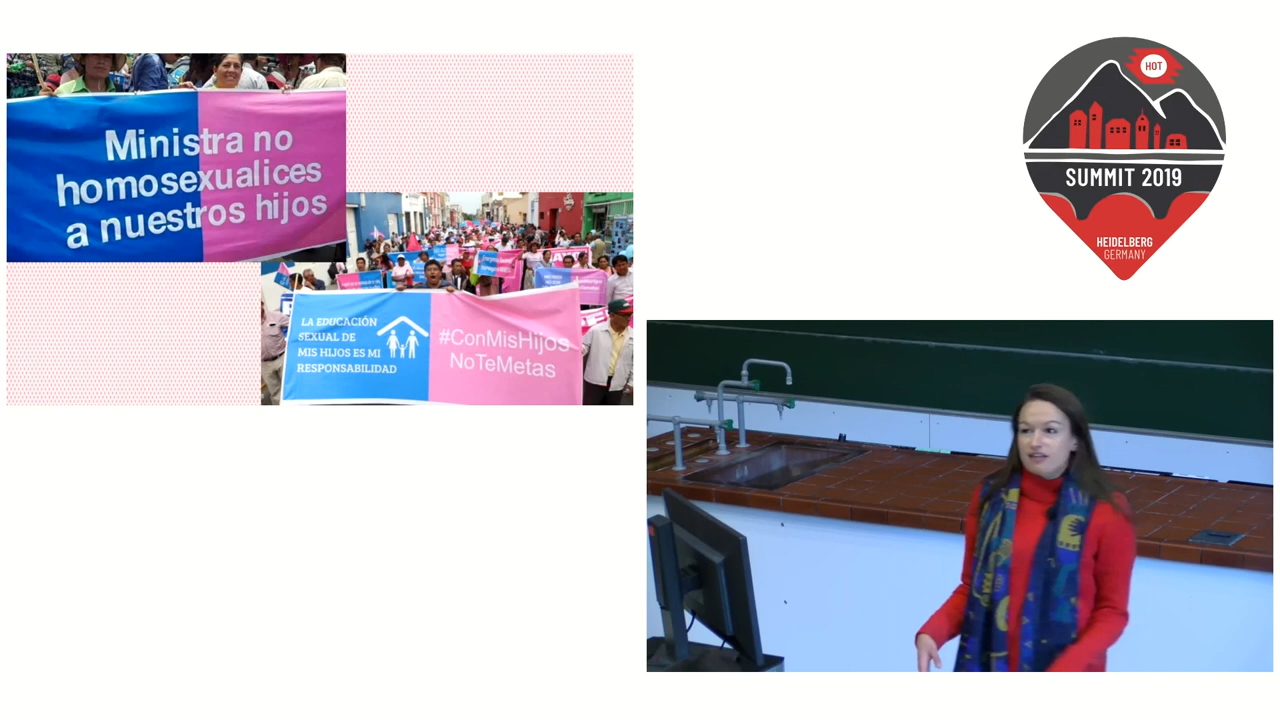 Ministra no
homosexualices
a nuestros hijos
LA EDUCACIÓN
SEXUAL DE
MIS HIJOS ES MI
RESPONSABILIDAD
#ConMisHijos
NoTeMetas
HOT
SUMMIT 2019
HEIDELBERG
GERMANY